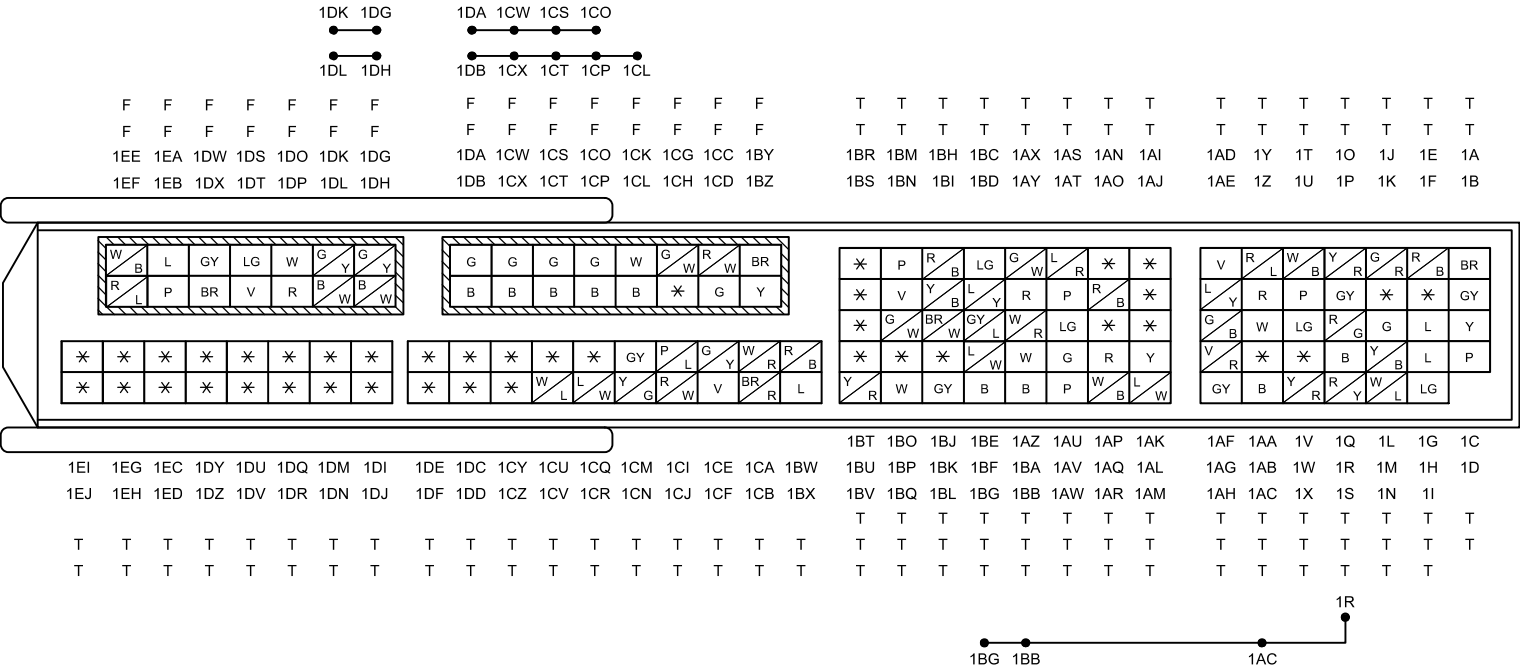 1DK 1DG 1DA 1CW 1CS 1CO
1DL 1DH 1DB 1CX 1CT 1CP 1CL
F F F F F F F F F F F F F F F T T T T T T T T T T T T T T T
F F F F F F F F F F F F F F F T T T T T T T T T T T T T T T
1EE 1EA 1DW 1DS 1DO 1DK 1DG 1DA 1CW 1CS 1CO 1CK 1CG 1CC 1BY 1BR 1BM 1BH 1BC 1AX 1AS 1AN 1AI 1AD 1Y 1T 1O 1J 1E 1A
1EF 1EB 1DX 1DT 1DP 1DL 1DH 1DB 1CX 1CT 1CP 1CL 1CH 1CD 1BZ 1BS 1BN 1BI 1BD 1AY 1AT 1AO 1AJ 1AE 1Z 1U 1P 1K 1F 1B
W B L GY LG W G Y G Y G G G G W G W R W BR * P R B LG G W L R * * V R L W B Y R G R R B BR
R L P BR V R B W B W B B B B B * G Y * V Y B L Y R P R B * L Y R P GY * * GY
* G W BR W GY L W R LG * * G B W LG R G G L Y
* * * * * * * * * * * * * GY P L G Y W R R B * * * L W W G R Y V R * * B Y B L P
* * * * * * * * * * * W L L W Y G R W V BR R L Y R W GY B B P W B L W GY B Y R R Y W L LG
1BT 1BO 1BJ 1BE 1AZ 1AU 1AP 1AK 1AF 1AA 1V 1Q 1L 1G 1C
1EI 1EG 1EC 1DY 1DU 1DQ 1DM 1DI 1DE 1DC 1CY 1CU 1CQ 1CM 1CI 1CE 1CA 1BW 1BU 1BP 1BK 1BF 1BA 1AV 1AQ 1AL 1AG 1AB 1W 1R 1M 1H 1D
1EJ 1EH 1ED 1DZ 1DV 1DR 1DN 1DJ 1DF 1DD 1CZ 1CV 1CR 1CN 1CJ 1CF 1CB 1BX 1BV 1BQ 1BL 1BG 1BB 1AW 1AR 1AM 1AH 1AC 1X 1S 1N 1I
T T T T T T T T T T T T T T T
T T T T T T T T T T T T T T T T T T T T T T T T T T T T T T T T T
T T T T T T T T T T T T T T T T T T T T T T T T T T T T T T T T
1R
1BG 1BB 1AC